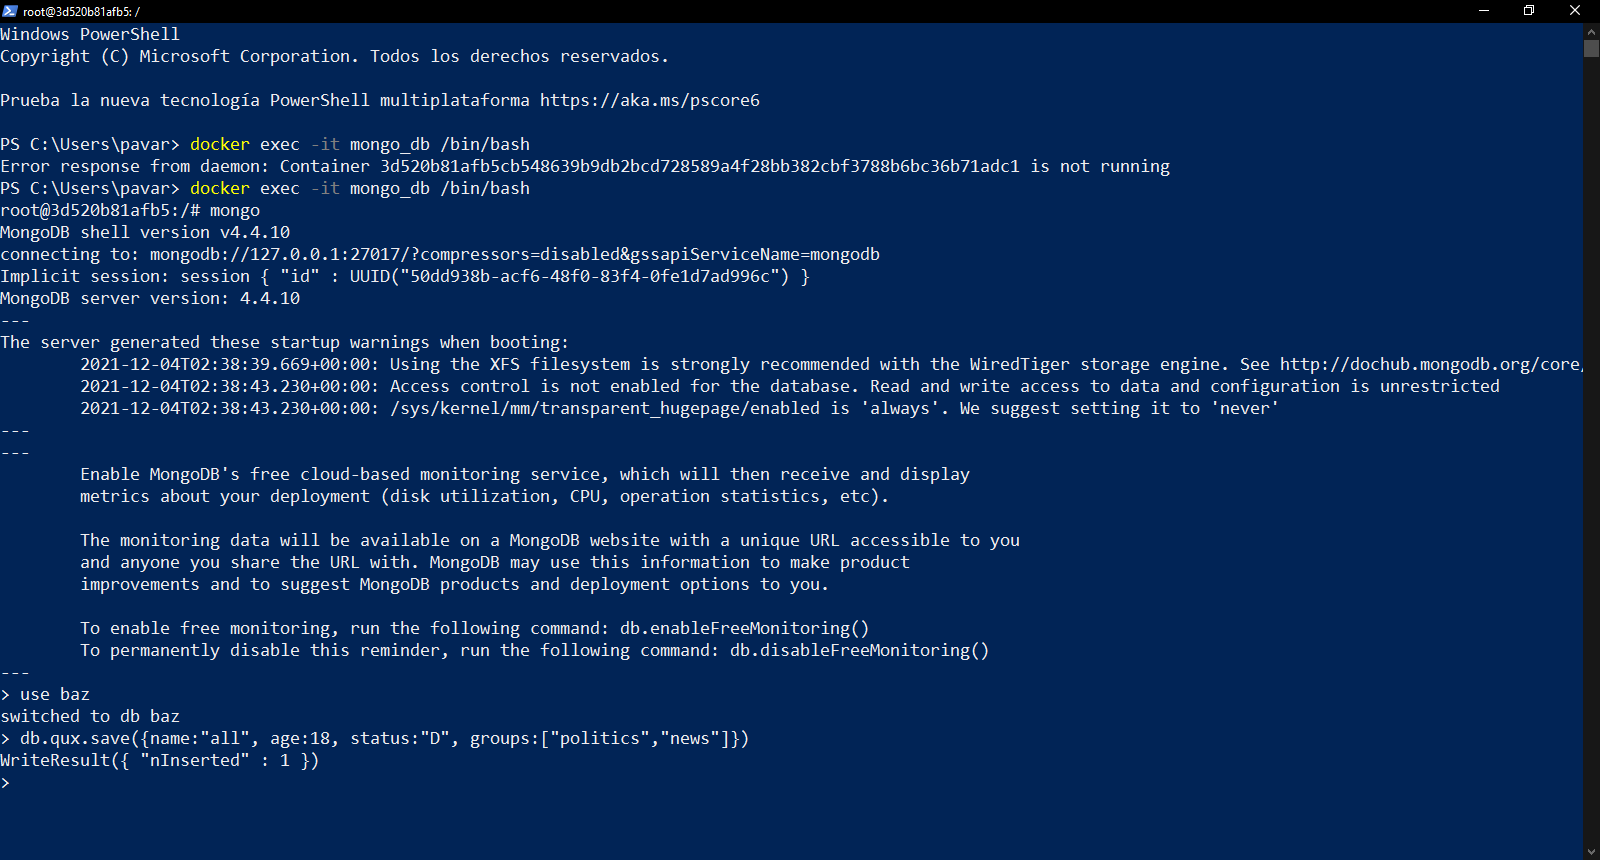 root@3d520b81afb5: /
Windows PowerShell
Copyright (C) Microsoft Corporation. Todos los derechos reservados.
Prueba la nueva tecnología PowerShell multiplataforma https://aka.ms/pscore6
PS C:\Users\pavar> docker exec -it mongo_db /bin/bash
Error response from daemon: Container 3d520b81afb5cb548639b9db2bcd728589a4f28bb382cbf3788b6bc36b71adc1 is not running
PS C:\Users\pavar> docker exec -it mongo_db /bin/bash
root@3d520b81afb5:/# mongo
MongoDB shell version v4.4.10
connecting to: mongodb://127.0.0.1:27017/?compressors=disabled&gssapiServiceName=mongodb
Implicit session: session { "id" : UUID("50dd938b-acf6-48f0-83f4-0fe1d7ad996c") }
MongoDB server version: 4.4.10
---
The server generated these startup warnings when booting:
2021-12-04T02:38:39.669+00:00: Using the XFS filesystem is strongly recommended with the WiredTiger storage engine. See http://dochub.mongodb.org/core/
2021-12-04T02:38:43.230+00:00: Access control is not enabled for the database. Read and write access to data and configuration is unrestricted
2021-12-04T02:38:43.230+00:00: /sys/kernel/mm/transparent_hugepage/enabled is 'always'. We suggest setting it to 'never'
---
---
Enable MongoDB's free cloud-based monitoring service, which will then receive and display
metrics about your deployment (disk utilization, CPU, operation statistics, etc).
The monitoring data will be available on a MongoDB website with a unique URL accessible to you
and anyone you share the URL with. MongoDB may use this information to make product
improvements and to suggest MongoDB products and deployment options to you.
To enable free monitoring, run the following command: db.enableFreeMonitoring()
To permanently disable this reminder, run the following command: db.disableFreeMonitoring()
---
> use baz
switched to db baz
> db.qux.save({name:"all", age:18, status:"D", groups:["politics","news"]})
WriteResult({ "nInserted" : 1 })
>